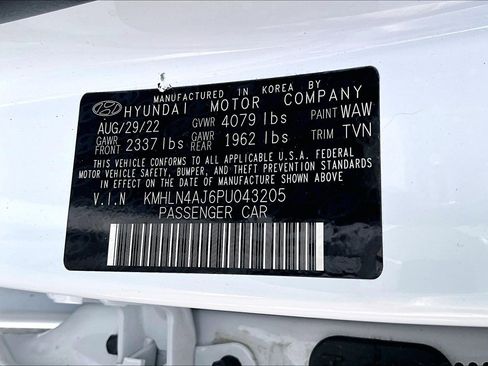 MANUFACTURED IN KOREA BY
HYUNDAI MOTOR COMPANY
AUG/29/22 GVWR 4079 lbs PAINT WAW
GAWR FRONT 2337 lbs GAWR REAR 1962 lbs TRIM TVN
THIS VEHICLE CONFORMS TO ALL APPLICABLE U.S.A. FEDERAL
MOTOR VEHICLE SAFETY, BUMPER, AND THEFT PREVENTION STANDARDS
IN EFFECT ON THE DATE OF MANUFACTURE SHOWN ABOVE.
V.I.N KMHLN4AJ6PU043205
PASSENGER CAR